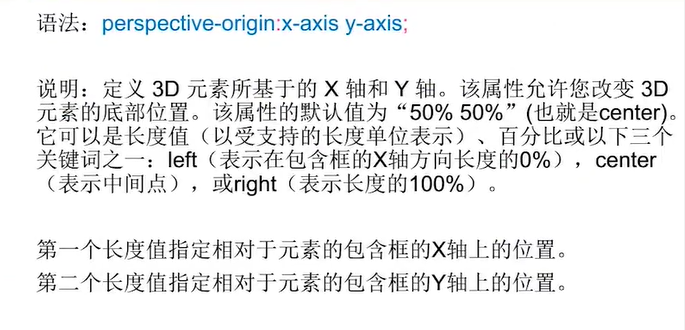 语法：perspective-origin:x-axis y-axis;
说明：定义 3D 元素所基于的 X 轴和 Y 轴。该属性允许您改变 3D
元素的底部位置。该属性的默认值为“50% 50%”(也就是center)。
它可以是长度值（以受支持的长度单位表示）、百分比或以下三个
关键词之一：left（表示在包含框的X轴方向长度的0%），center
（表示中间点），或right（表示长度的100%）。
第一个长度值指定相对于元素的包含框的X轴上的位置。
第二个长度值指定相对于元素的包含框的Y轴上的位置。